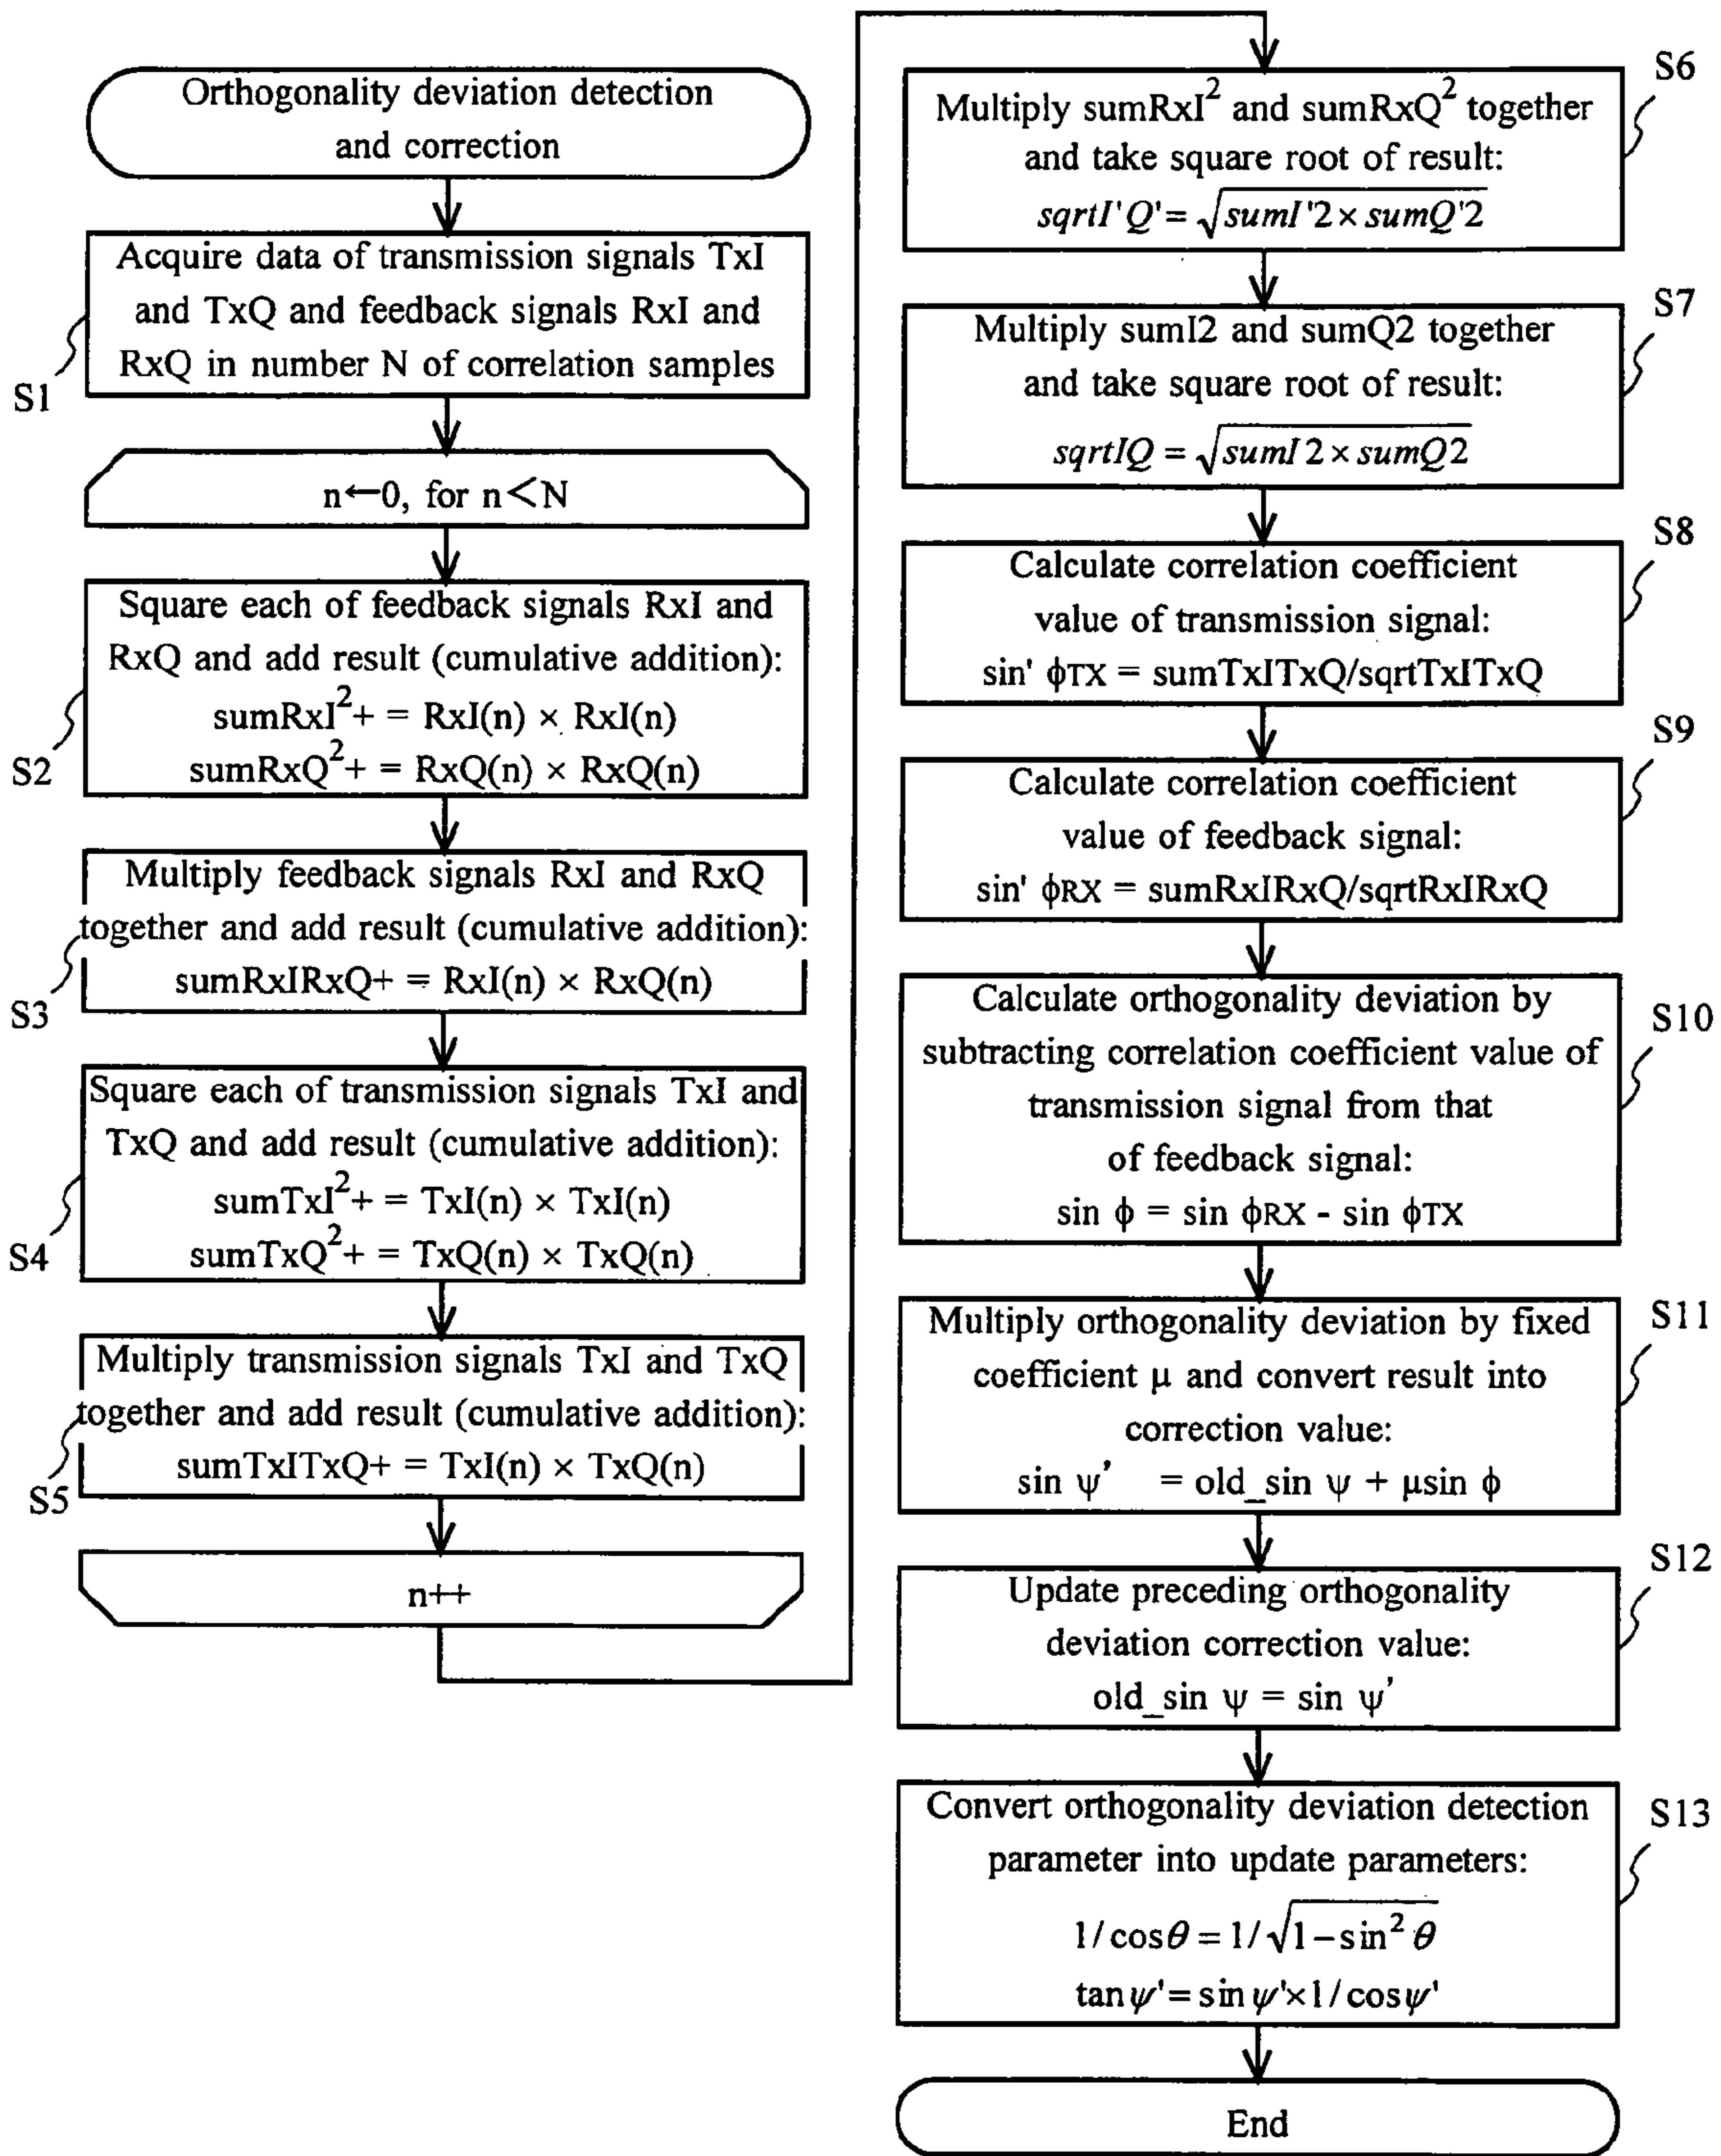 Orthogonality deviation detection
and correction
Acquire data of transmission signals TxI
and TxQ and feedback signals RxI and
RxQ in number N of correlation samples
S1
n←0, for n<N
Square each of feedback signals RxI and
RxQ and add result (cumulative addition):
sumRxI²+ = RxI(n) × RxI(n)
sumRxQ²+ = RxQ(n) × RxQ(n)
S2
Multiply feedback signals RxI and RxQ
together and add result (cumulative addition):
sumRxIRxQ+ = RxI(n) × RxQ(n)
S3
Square each of transmission signals TxI and
TxQ and add result (cumulative addition):
sumTxI²+ = TxI(n) × TxI(n)
sumTxQ²+ = TxQ(n) × TxQ(n)
S4
Multiply transmission signals TxI and TxQ
together and add result (cumulative addition):
sumTxITxQ+ = TxI(n) × TxQ(n)
S5
n++
S6
Multiply sumRxI² and sumRxQ² together
and take square root of result:
sqrtI'Q'= √sumI'2 × sumQ'2
S7
Multiply sumI2 and sumQ2 together
and take square root of result:
sqrtIQ = √sumI2 × sumQ2
S8
Calculate correlation coefficient
value of transmission signal:
sin' ϕTX = sumTxITxQ/sqrtTxITxQ
S9
Calculate correlation coefficient
value of feedback signal:
sin' ϕRX = sumRxIRxQ/sqrtRxIRxQ
S10
Calculate orthogonality deviation by
subtracting correlation coefficient value of
transmission signal from that
of feedback signal:
sin ϕ = sin ϕRX - sin ϕTX
S11
Multiply orthogonality deviation by fixed
coefficient μ and convert result into
correction value:
sin ψ' = old_sin ψ + μsin ϕ
S12
Update preceding orthogonality
deviation correction value:
old_sin ψ = sin ψ'
S13
Convert orthogonality deviation detection
parameter into update parameters:
1/cosθ = 1/√1−sin² θ
tanψ'= sinψ'×1/cosψ'
End